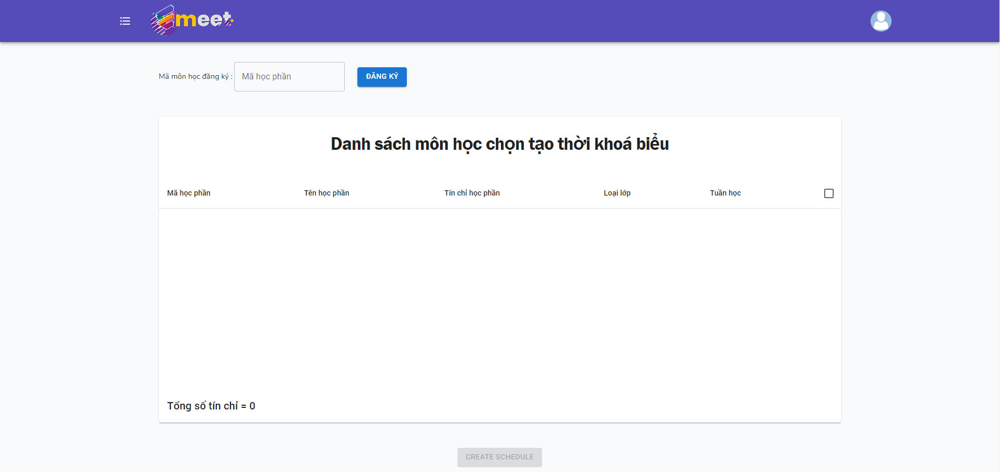 meet
Mã môn học đăng ký : Mã học phần ĐĂNG KÝ
Danh sách môn học chọn tạo thời khoá biểu
Mã học phần Tên học phần Tín chỉ học phần Loại lớp Tuần học
Tổng số tín chỉ = 0
CREATE SCHEDULE